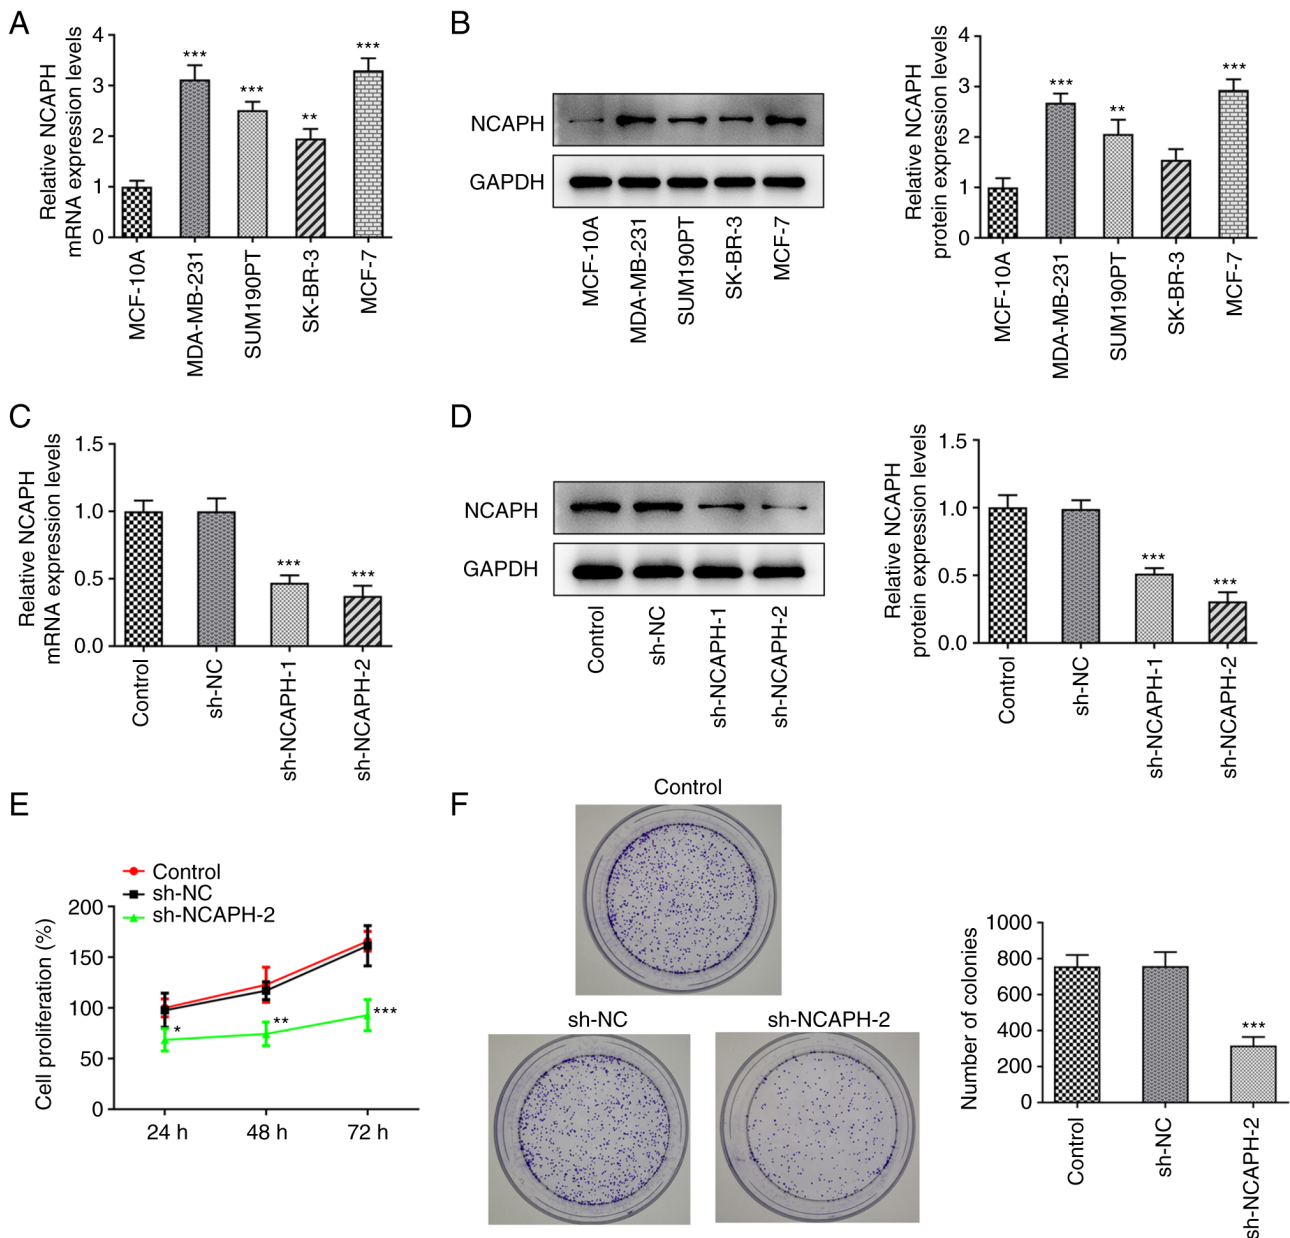 A
Relative NCAPH
mRNA expression levels
4
3
2
1
0
***
***
**
***
MCF-10A
MDA-MB-231
SUM190PT
SK-BR-3
MCF-7
B
NCAPH
GAPDH
MCF-10A
MDA-MB-231
SUM190PT
SK-BR-3
MCF-7
Relative NCAPH
protein expression levels
4
3
2
1
0
***
**
***
MCF-10A
MDA-MB-231
SUM190PT
SK-BR-3
MCF-7
C
Relative NCAPH
mRNA expression levels
1.5
1.0
0.5
0.0
***
***
Control
sh-NC
sh-NCAPH-1
sh-NCAPH-2
D
NCAPH
GAPDH
Control
sh-NC
sh-NCAPH-1
sh-NCAPH-2
Relative NCAPH
protein expression levels
1.5
1.0
0.5
0.0
***
***
Control
sh-NC
sh-NCAPH-1
sh-NCAPH-2
E
Control
sh-NC
sh-NCAPH-2
Cell proliferation (%)
200
150
100
50
0
*
**
***
24 h 48 h 72 h
F
Control
sh-NC
sh-NCAPH-2
Number of colonies
1000
800
600
400
200
0
***
Control
sh-NC
sh-NCAPH-2